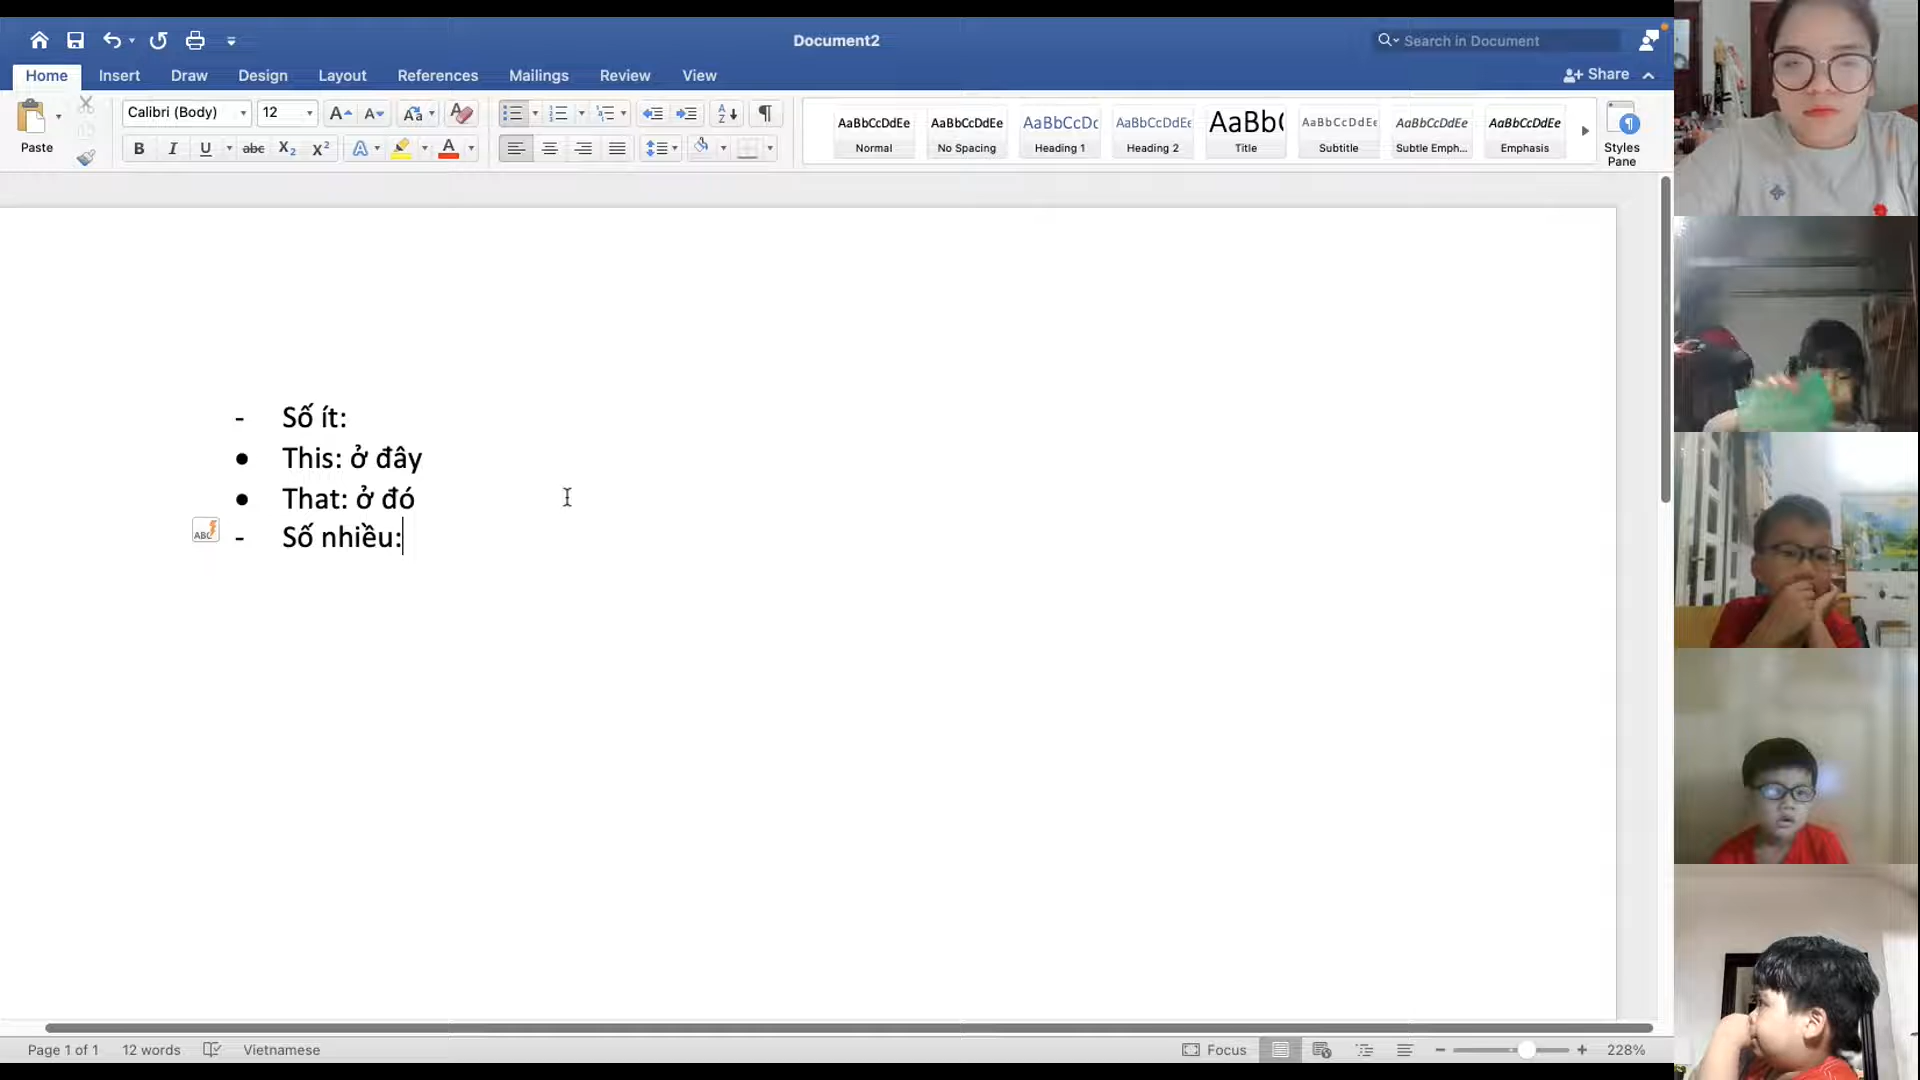 Document2
Search in Document
Home Insert Draw Design Layout References Mailings Review View
Share
Paste
Calibri (Body) 12
AaBbCcDdEe AaBbCcDdEe AaBbCcDc AaBbCcDdEe AaBb( AaBbCcDdEe AaBbCcDdEe AaBbCcDdEe
Normal No Spacing Heading 1 Heading 2 Title Subtitle Subtle Emph... Emphasis
Styles Pane
- Số ít:
• This: ở đây
• That: ở đó
- Số nhiều:
Page 1 of 1 12 words Vietnamese
Focus 228%